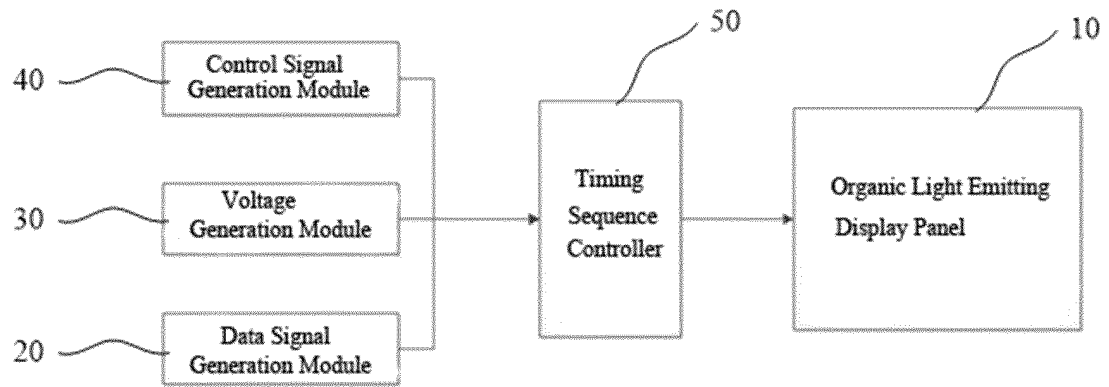 50
10
40
Control Signal
Generation Module
30
Voltage
Generation Module
20
Data Signal
Generation Module
Timing
Sequence
Controller
Organic Light Emitting
Display Panel